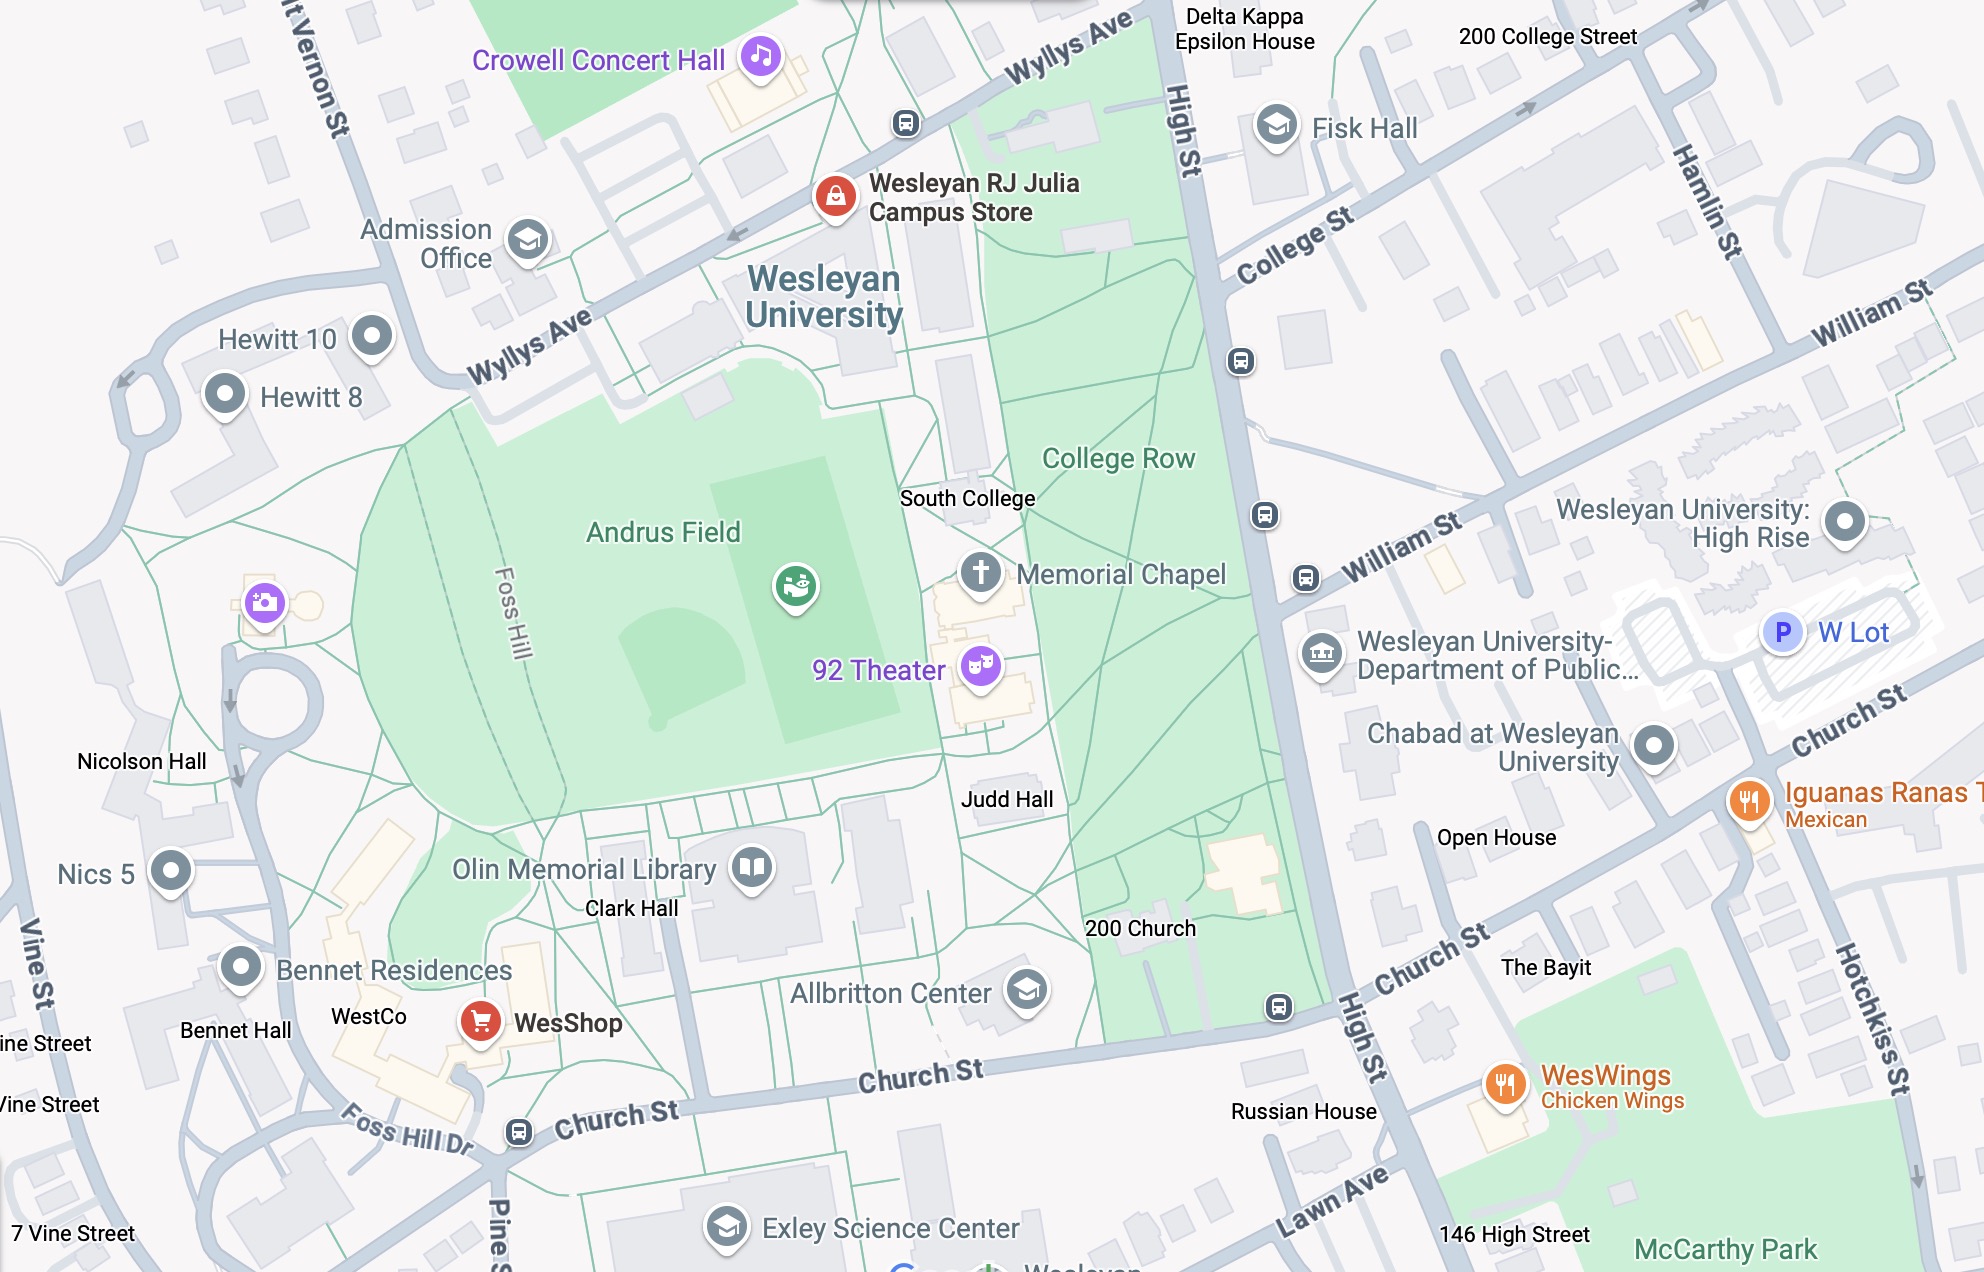 Delta Kappa
Epsilon House
200 College Street
Crowell Concert Hall
Wyllys Ave
High St
Fisk Hall
Vernon St
Hamlin St
Wesleyan RJ Julia
Campus Store
Admission
Office
College St
Wesleyan
University
William St
Hewitt 10
Wyllys Ave
Hewitt 8
College Row
South College
Andrus Field
Wesleyan University:
High Rise
William St
Memorial Chapel
Foss Hill
P
W Lot
Wesleyan University-
Department of Public...
92 Theater
Church St
Chabad at Wesleyan
University
Nicolson Hall
Judd Hall
Iguanas Ranas T
Mexican
Open House
Nics 5
Olin Memorial Library
Clark Hall
200 Church
Vine St
Church St
The Bayit
Hotchkiss St
Bennet Residences
Allbritton Center
WestCo
WesShop
Bennet Hall
High St
ine Street
Church St
WesWings
Chicken Wings
Vine Street
Foss Hill Dr
Church St
Russian House
Lawn Ave
7 Vine Street
Pine S
Exley Science Center
146 High Street
McCarthy Park
Wesleyan